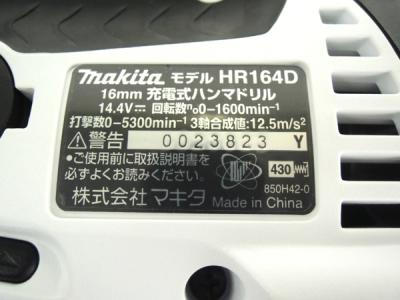 makita モデル HR164D
16mm 充電式ハンマドリル
14.4V⎓ 回転数n₀0-1600min⁻¹
打撃数0-5300min⁻¹ 3軸合成値:12.5m/s²
⚠警告 0023823 Y
•ご使用前に取扱説明書を
必ずよくお読みください。
430
850H42-0
株式会社 マキタ Made in China